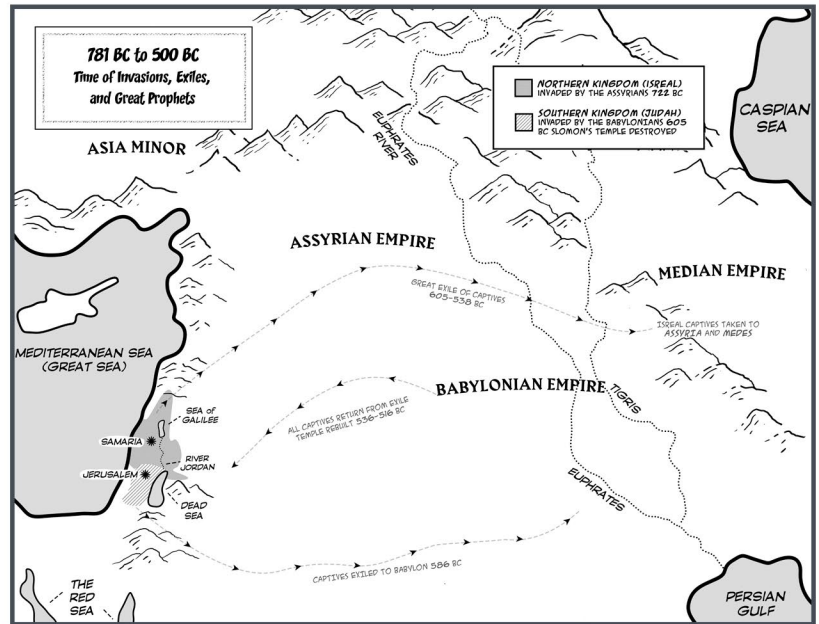 781 BC to 500 BC
Time of Invasions, Exiles,
and Great Prophets
NORTHERN KINGDOM (ISREAL)
INVADED BY THE ASSYRIANS 722 BC
SOUTHERN KINGDOM (JUDAH)
INVADED BY THE BABYLONIANS 605
BC SLOMON'S TEMPLE DESTROYED
CASPIAN
SEA
ASIA MINOR
EUPHRATES
RIVER
ASSYRIAN EMPIRE
MEDIAN EMPIRE
GREAT EXILE OF CAPTIVES
605-538 BC
ISREAL CAPTIVES TAKEN TO
ASSYRIA AND MEDES
MEDITERRANEAN SEA
(GREAT SEA)
BABYLONIAN EMPIRE
TIGRIS
ALL CAPTIVES RETURN FROM EXILE
TEMPLE REBUILT 536-516 BC
SEA of
GALILEE
SAMARIA
RIVER
JORDAN
JERUSALEM
DEAD
SEA
EUPHRATES
CAPTIVES EXILED TO BABYLON 586 BC
THE
RED
SEA
PERSIAN
GULF